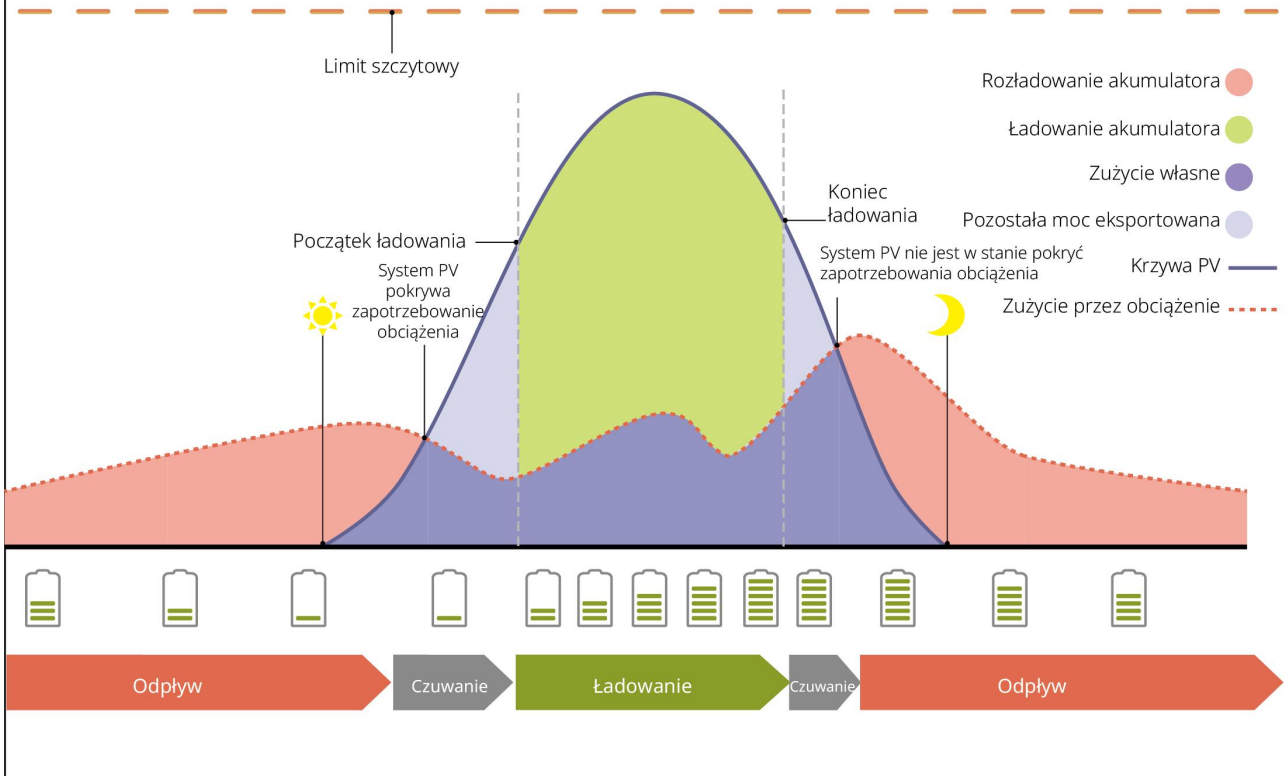 Limit szczytowy
Rozładowanie akumulatora
Ładowanie akumulatora
Zużycie własne
Pozostała moc eksportowana
Krzywa PV
Zużycie przez obciążenie
Początek ładowania
System PV
pokrywa
zapotrzebowanie
obciążenia
Koniec
ładowania
System PV nie jest w stanie pokryć
zapotrzebowania obciążenia
Odpływ
Czuwanie
Ładowanie
Czuwanie
Odpływ